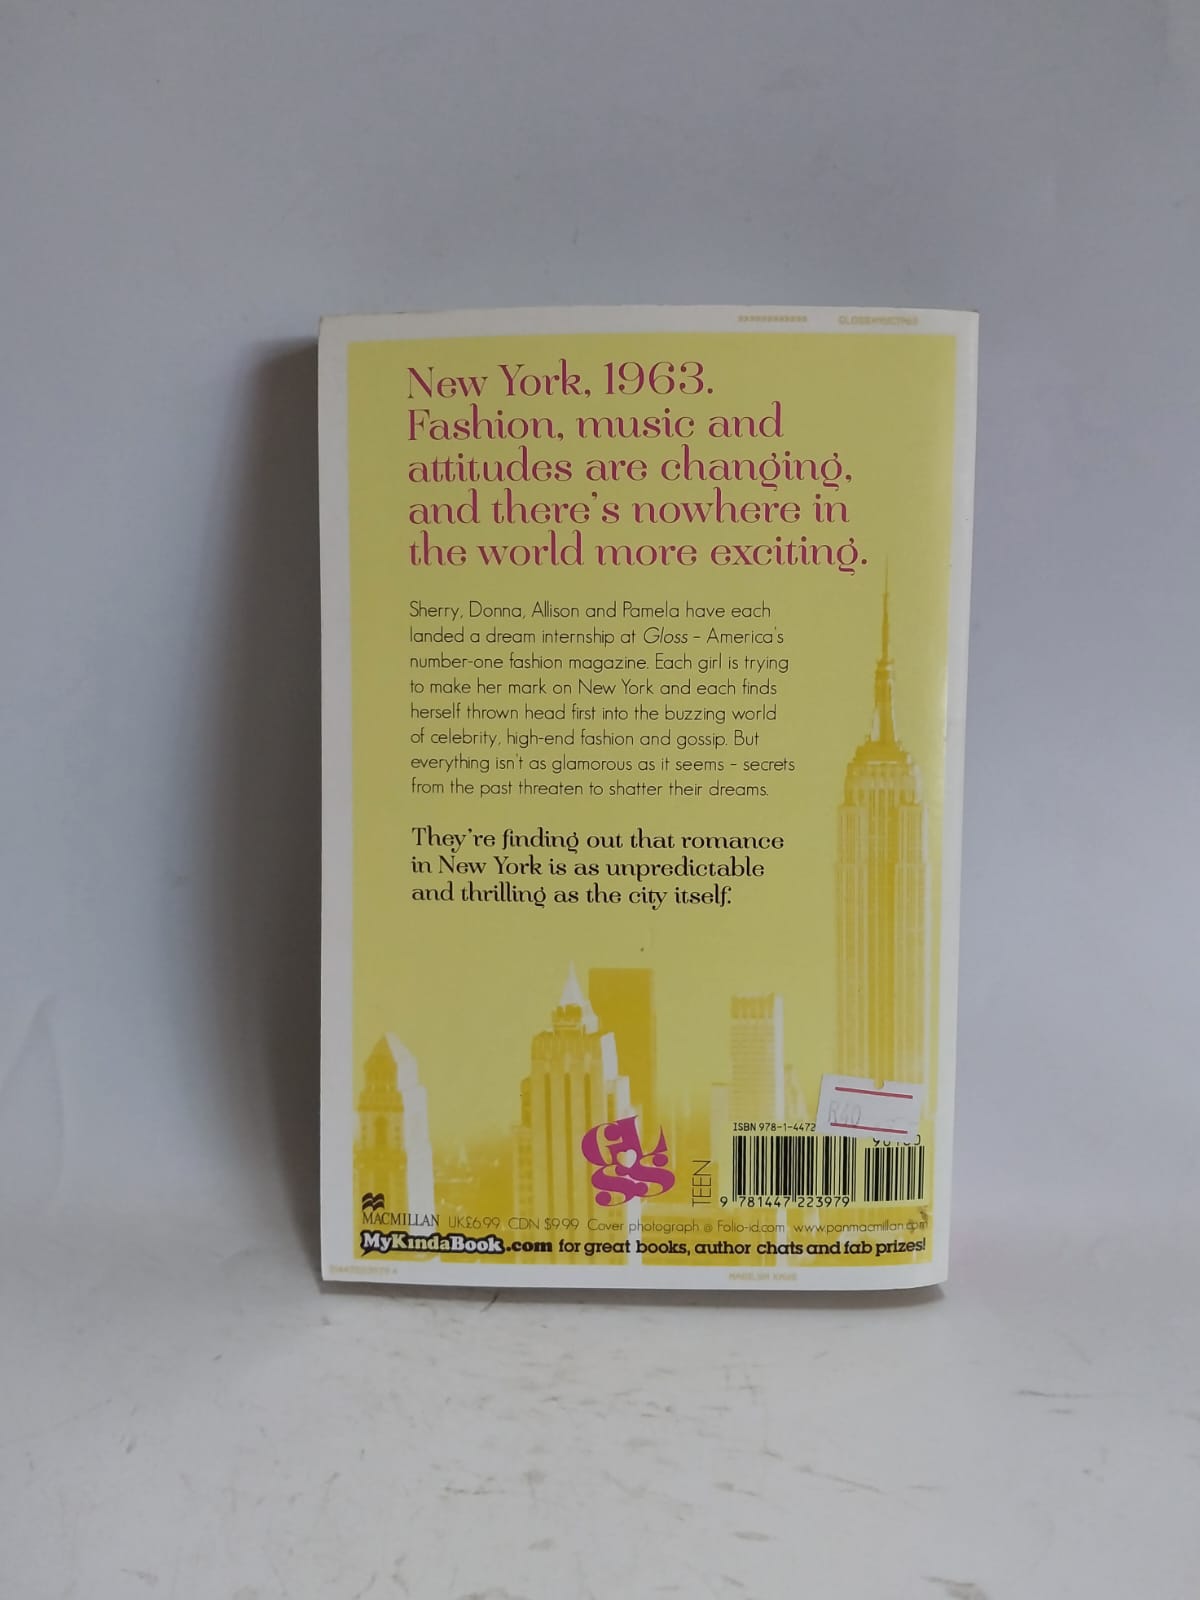 New York, 1963.
Fashion, music and
attitudes are changing,
and there's nowhere in
the world more exciting.
Sherry, Donna, Allison and Pamela have each
landed a dream internship at Gloss – America's
number-one fashion magazine. Each girl is trying
to make her mark on New York and each finds
herself thrown head first into the buzzing world
of celebrity, high-end fashion and gossip. But
everything isn't as glamorous as it seems – secrets
from the past threaten to shatter their dreams.
They're finding out that romance
in New York is as unpredictable
and thrilling as the city itself.
R40
ISBN 978-1-4472
GLOSS
TEEN
9 781447 223979
MACMILLAN UK£6.99 CDN $9.99 Cover photograph © Folio-id.com www.panmacmillan.com
MyKindaBook.com for great books, author chats and fab prizes!